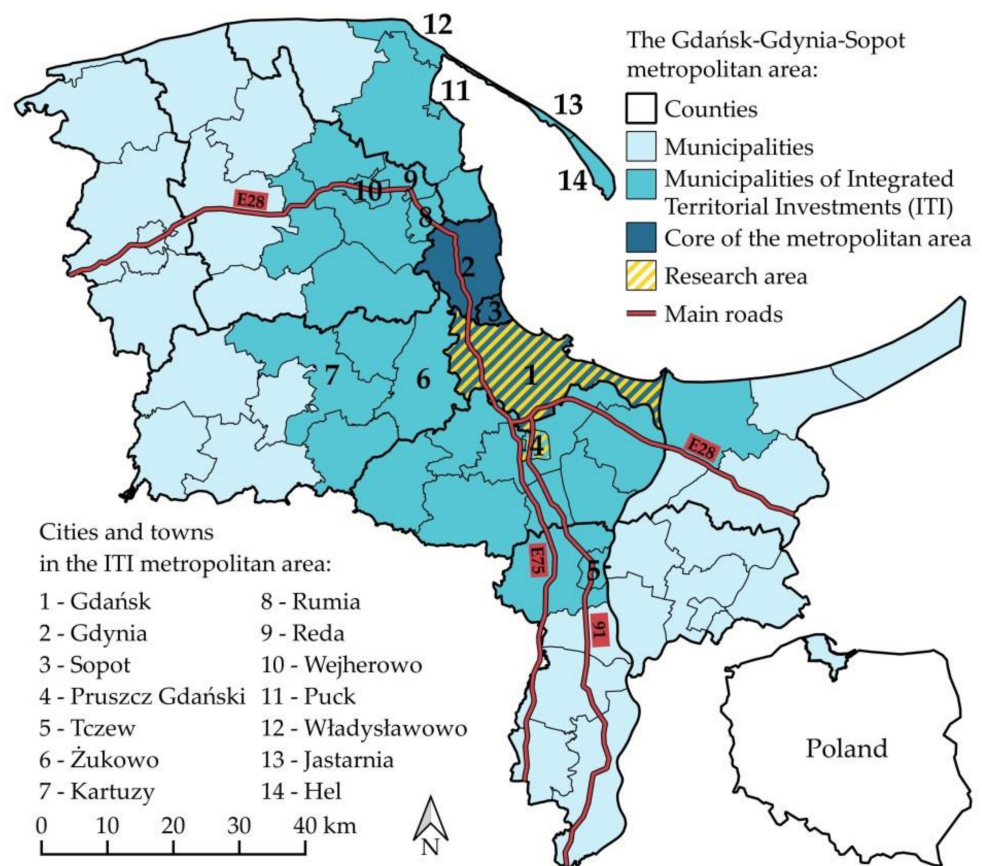 12
11
13
14
9
10
E28
8
2
3
7
6
1
4
E28
E75
5
91
The Gdańsk-Gdynia-Sopot
metropolitan area:
Counties
Municipalities
Municipalities of Integrated
Territorial Investments (ITI)
Core of the metropolitan area
Research area
Main roads
Cities and towns
in the ITI metropolitan area:
1 - Gdańsk
2 - Gdynia
3 - Sopot
4 - Pruszcz Gdański
5 - Tczew
6 - Żukowo
7 - Kartuzy
8 - Rumia
9 - Reda
10 - Wejherowo
11 - Puck
12 - Władysławowo
13 - Jastarnia
14 - Hel
0 10 20 30 40 km
N
Poland